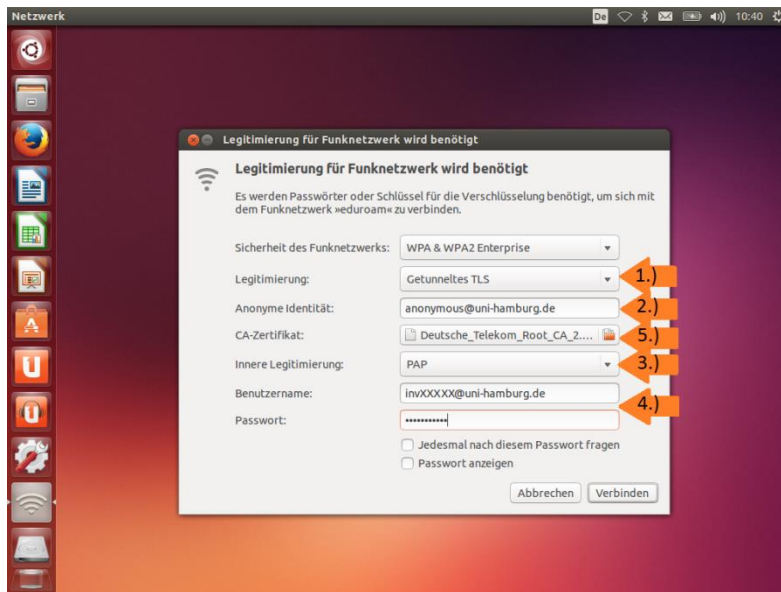 Netzwerk De 10:40
Legitimierung für Funknetzwerk wird benötigt
Legitimierung für Funknetzwerk wird benötigt
Es werden Passwörter oder Schlüssel für die Verschlüsselung benötigt, um sich mit
dem Funknetzwerk »eduroam« zu verbinden.
Sicherheit des Funknetzwerks: WPA & WPA2 Enterprise
Legitimierung: Getunneltes TLS 1.)
Anonyme Identität: anonymous@uni-hamburg.de 2.)
CA-Zertifikat: Deutsche_Telekom_Root_CA_2.... 5.)
Innere Legitimierung: PAP 3.)
Benutzername: invXXXXX@uni-hamburg.de
4.)
Passwort: •••••••••••
Jedesmal nach diesem Passwort fragen
Passwort anzeigen
Abbrechen Verbinden